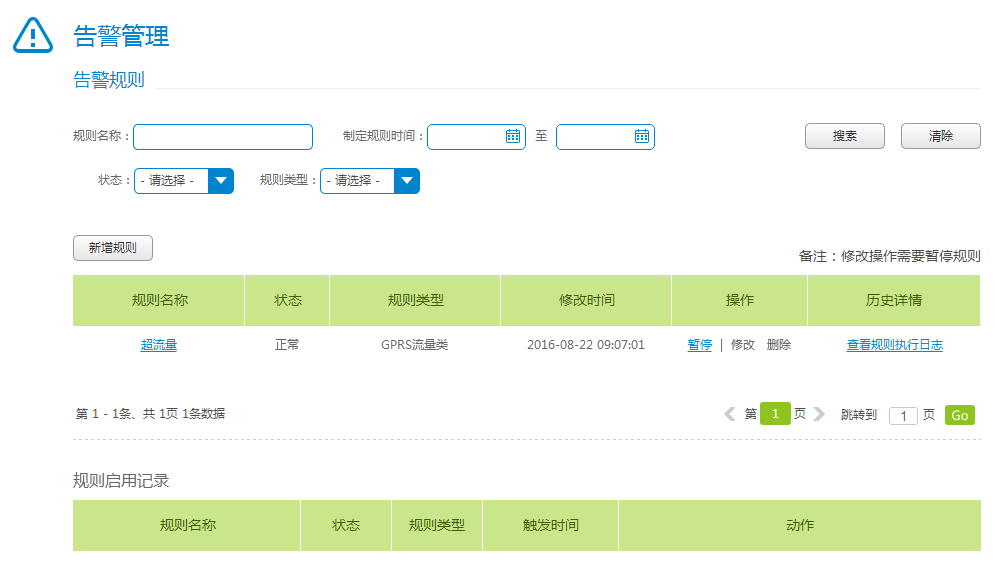 告警管理
告警规则
规则名称： 制定规则时间： 至 搜索 清除
状态： - 请选择 - 规则类型： - 请选择 -
新增规则
备注：修改操作需要暂停规则
规则名称 状态 规则类型 修改时间 操作 历史详情
超流量 正常 GPRS流量类 2016-08-22 09:07:01 暂停 | 修改 删除 查看规则执行日志
第 1 - 1条、共 1页 1条数据 第 1 页 跳转到 1 页 Go
规则启用记录
规则名称 状态 规则类型 触发时间 动作